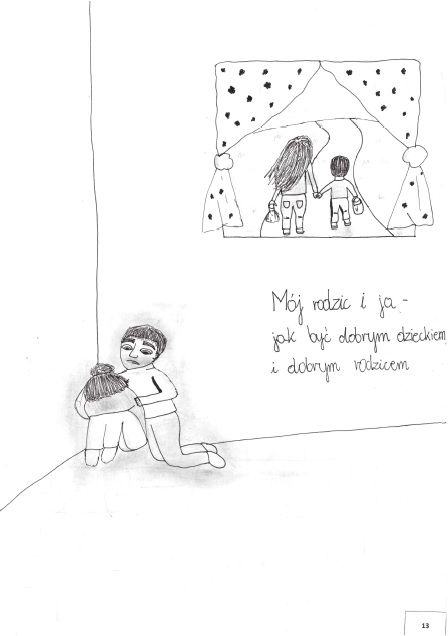 Mój rodzic i ja -
jak być dobrym dzieckiem
i dobrym rodzicem
13